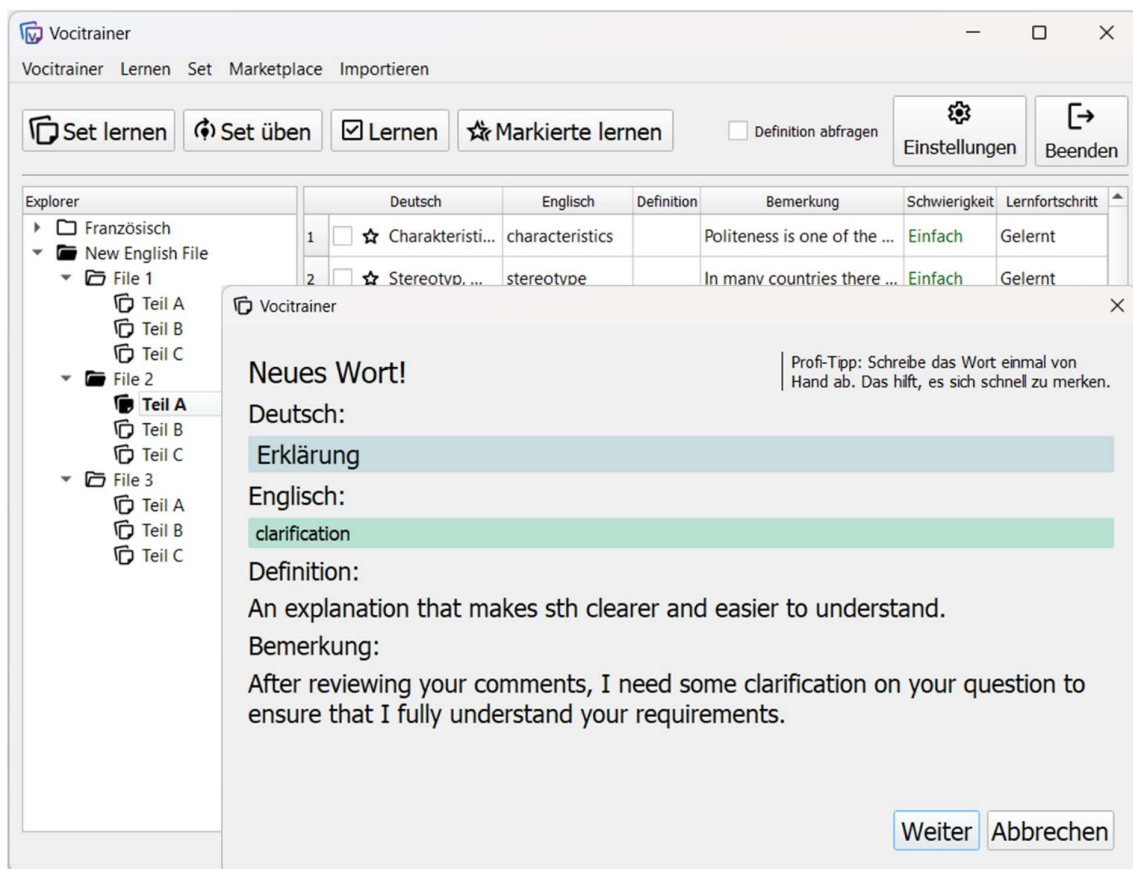 Vocitrainer
Vocitrainer Lernen Set Marketplace Importieren
Set lernen Set üben Lernen Markierte lernen Definition abfragen Einstellungen Beenden
Explorer
Französisch
New English File
File 1
Teil A
Teil B
Teil C
File 2
Teil A
Teil B
Teil C
File 3
Teil A
Teil B
Teil C
Deutsch Englisch Definition Bemerkung Schwierigkeit Lernfortschritt
1 Charakteristi... characteristics Politeness is one of the ... Einfach Gelernt
2 Stereotyp, ... stereotype In many countries there ... Einfach Gelernt
Vocitrainer
Neues Wort!
Profi-Tipp: Schreibe das Wort einmal von
Hand ab. Das hilft, es sich schnell zu merken.
Deutsch:
Erklärung
Englisch:
clarification
Definition:
An explanation that makes sth clearer and easier to understand.
Bemerkung:
After reviewing your comments, I need some clarification on your question to
ensure that I fully understand your requirements.
Weiter Abbrechen